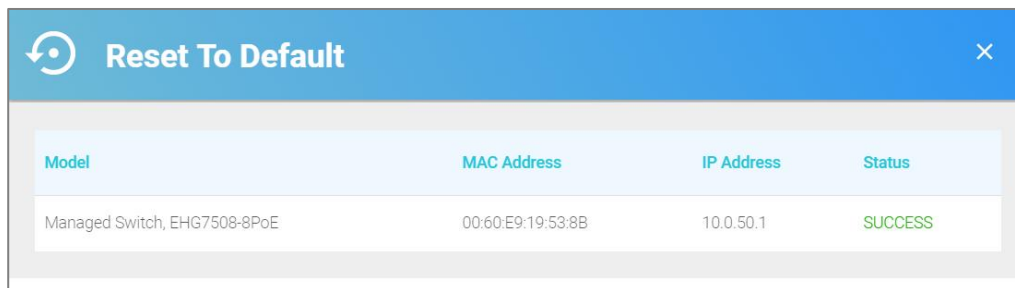 Reset To Default
Model MAC Address IP Address Status
Managed Switch, EHG7508-8PoE 00:60:E9:19:53:8B 10.0.50.1 SUCCESS